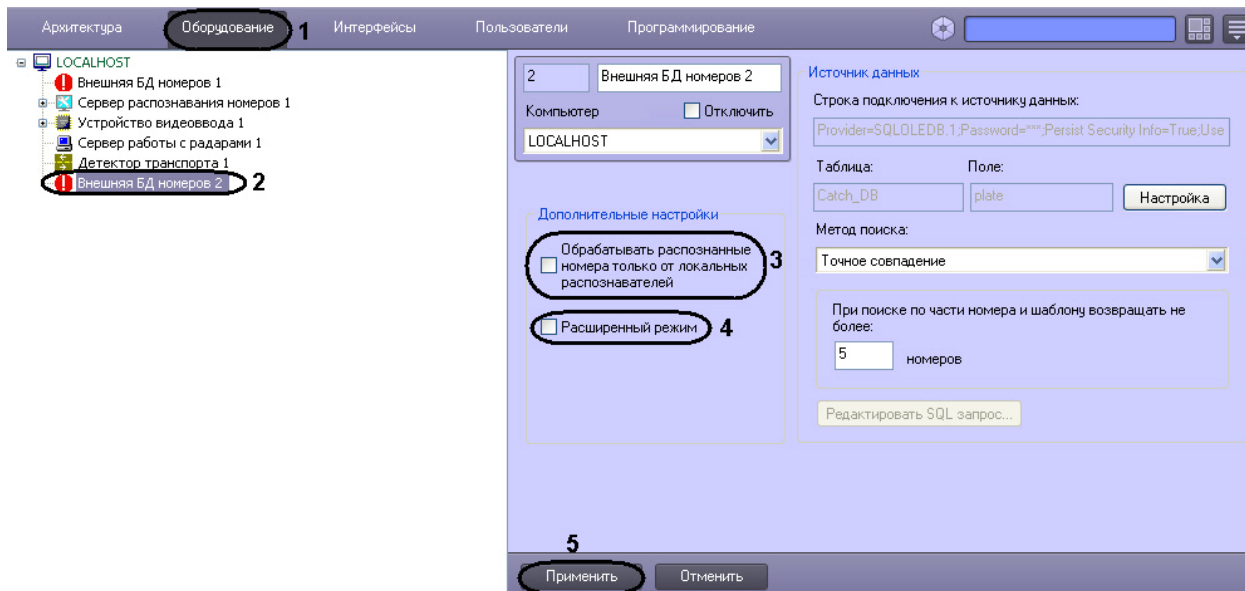 Архитектура Оборудование 1 Интерфейсы Пользователи Программирование
LOCALHOST
Внешняя БД номеров 1
Сервер распознавания номеров 1
Устройство видеоввода 1
Сервер работы с радарами 1
Детектор транспорта 1
Внешняя БД номеров 2 2
2 Внешняя БД номеров 2
Компьютер Отключить
LOCALHOST
Дополнительные настройки
Обрабатывать распознанные
номера только от локальных 3
распознавателей
Расширенный режим 4
Источник данных
Строка подключения к источнику данных:
Provider=SQLOLEDB.1;Password=***;Persist Security Info=True;Use
Таблица: Поле:
Catch_DB plate Настройка
Метод поиска:
Точное совпадение
При поиске по части номера и шаблону возвращать не
более:
5 номеров
Редактировать SQL запрос...
5
Применить Отменить